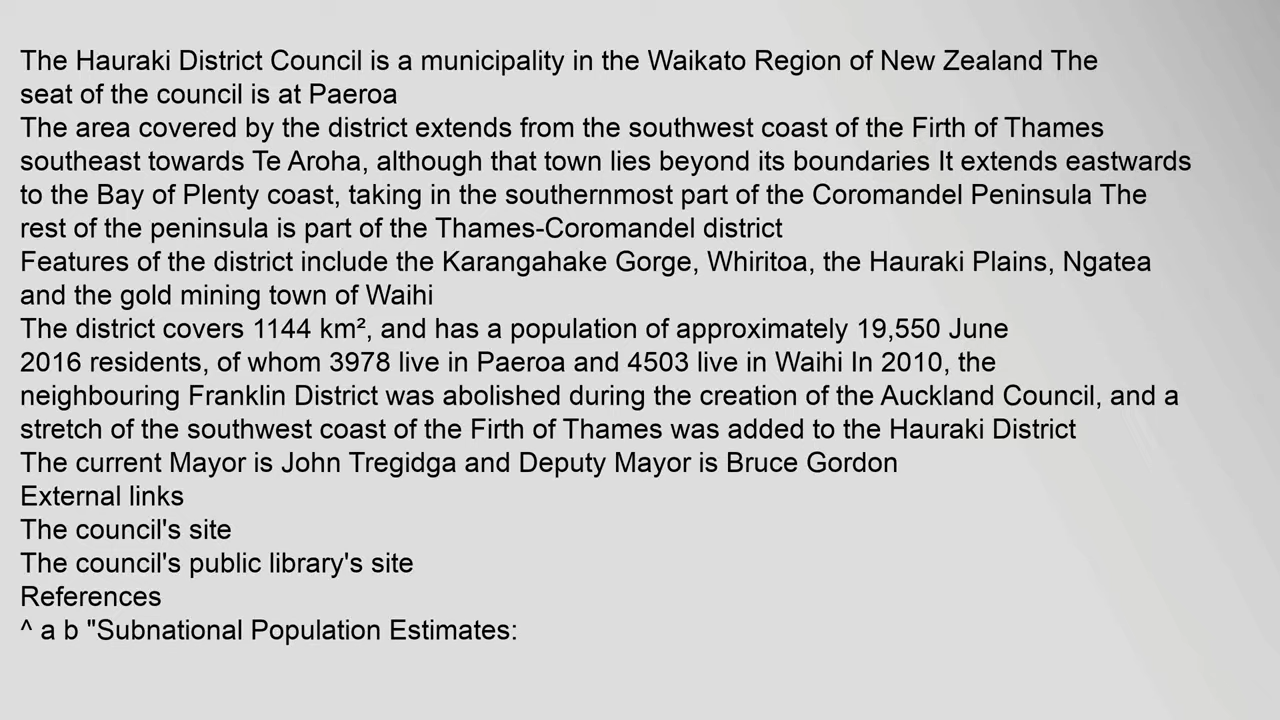 The Hauraki District Council is a municipality in the Waikato Region of New Zealand The
seat of the council is at Paeroa
The area covered by the district extends from the southwest coast of the Firth of Thames
southeast towards Te Aroha, although that town lies beyond its boundaries It extends eastwards
to the Bay of Plenty coast, taking in the southernmost part of the Coromandel Peninsula The
rest of the peninsula is part of the Thames-Coromandel district
Features of the district include the Karangahake Gorge, Whiritoa, the Hauraki Plains, Ngatea
and the gold mining town of Waihi
The district covers 1144 km², and has a population of approximately 19,550 June
2016 residents, of whom 3978 live in Paeroa and 4503 live in Waihi In 2010, the
neighbouring Franklin District was abolished during the creation of the Auckland Council, and a
stretch of the southwest coast of the Firth of Thames was added to the Hauraki District
The current Mayor is John Tregidga and Deputy Mayor is Bruce Gordon
External links
The council's site
The council's public library's site
References
^ a b "Subnational Population Estimates: